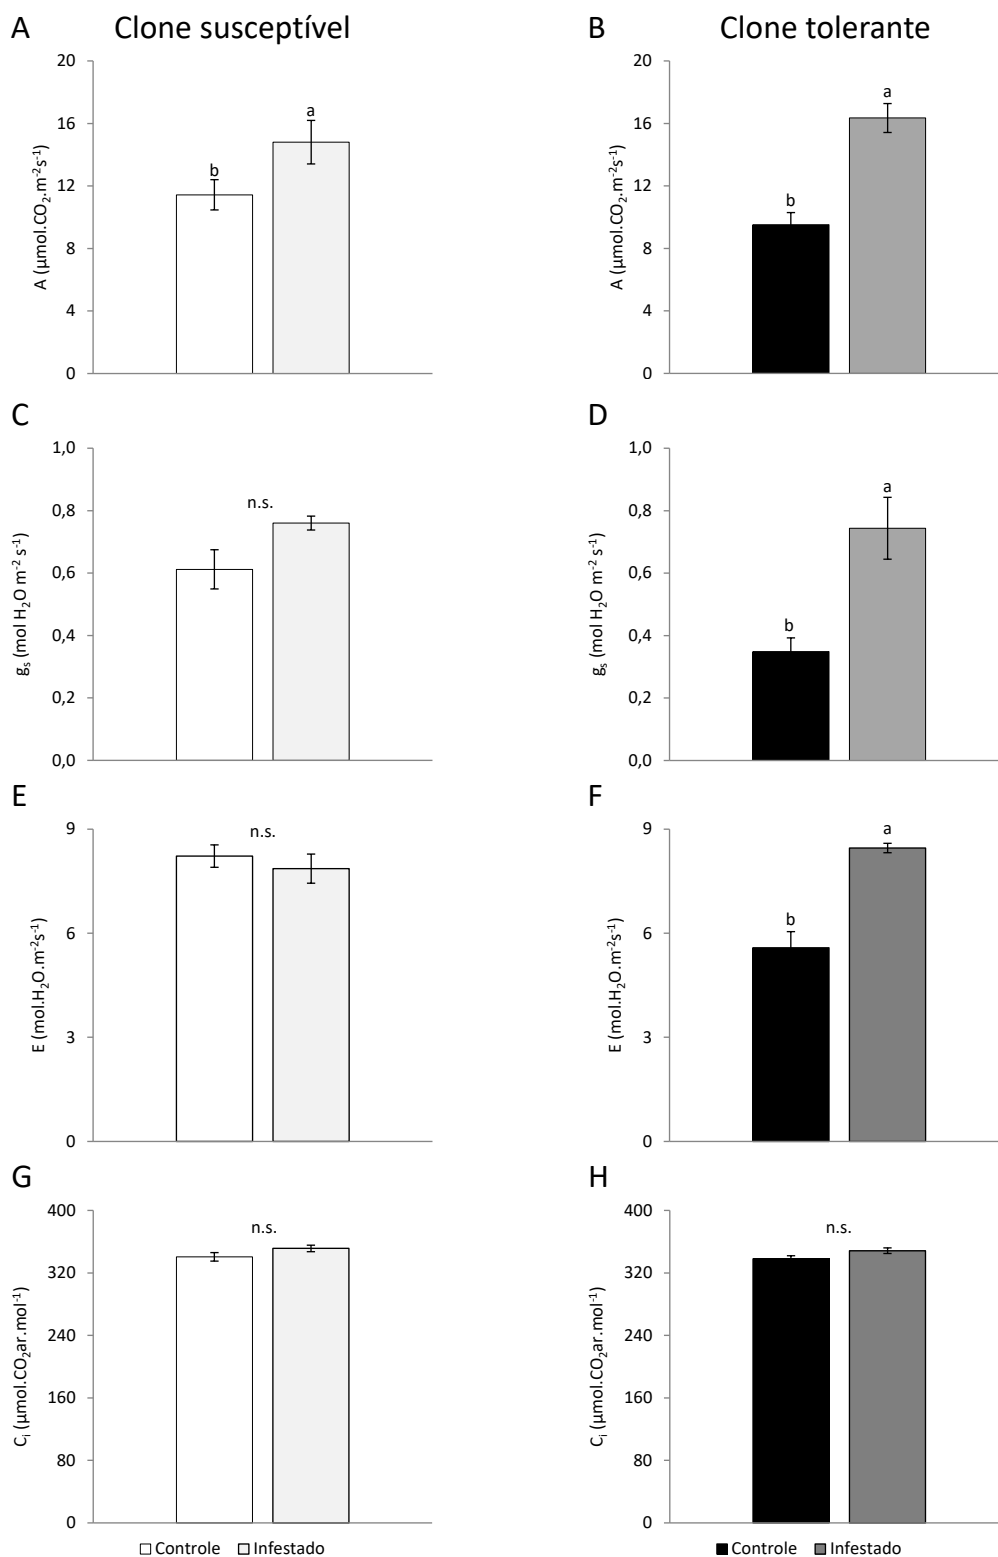 A Clone susceptível
B Clone tolerante
20
16
12
8
4
0
A (µmol.CO₂.m⁻²s⁻¹)
b
a
20
16
12
8
4
0
A (µmol.CO₂.m⁻²s⁻¹)
b
a
C
1,0
0,8
0,6
0,4
0,2
0,0
gₛ (mol H₂O m⁻² s⁻¹)
n.s.
D
1,0
0,8
0,6
0,4
0,2
0,0
gₛ (mol H₂O m⁻² s⁻¹)
b
a
E
9
6
3
0
E (mol.H₂O.m⁻²s⁻¹)
n.s.
F
9
6
3
0
E (mol.H₂O.m⁻²s⁻¹)
b
a
G
400
320
240
160
80
0
Cᵢ (µmol.CO₂ar.mol⁻¹)
n.s.
Controle Infestado
H
400
320
240
160
80
0
Cᵢ (µmol.CO₂ar.mol⁻¹)
n.s.
Controle Infestado